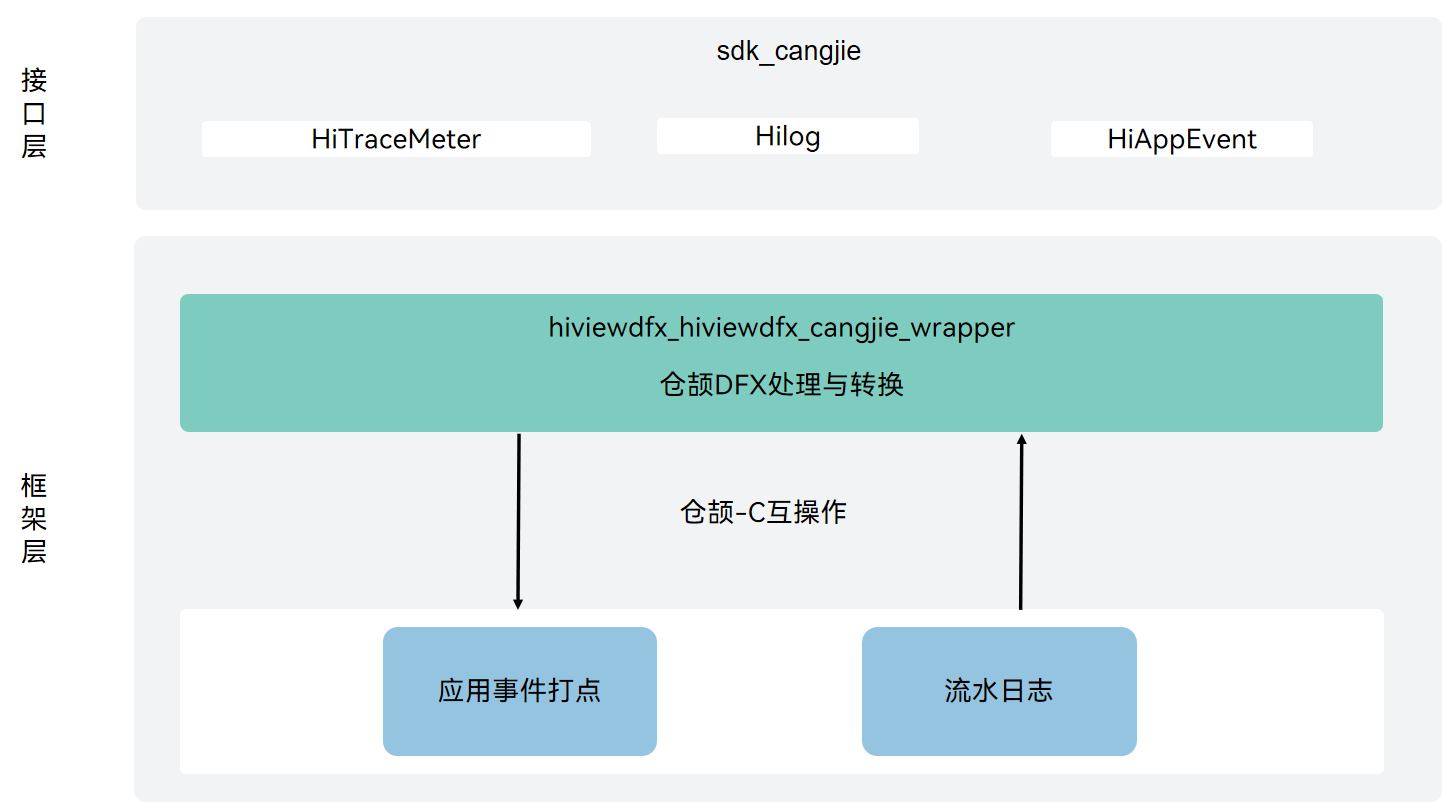 接口层
sdk_cangjie
HiTraceMeter
Hilog
HiAppEvent
框架层
hiviewdfx_hiviewdfx_cangjie_wrapper
仓颉DFX处理与转换
仓颉-C互操作
应用事件打点
流水日志